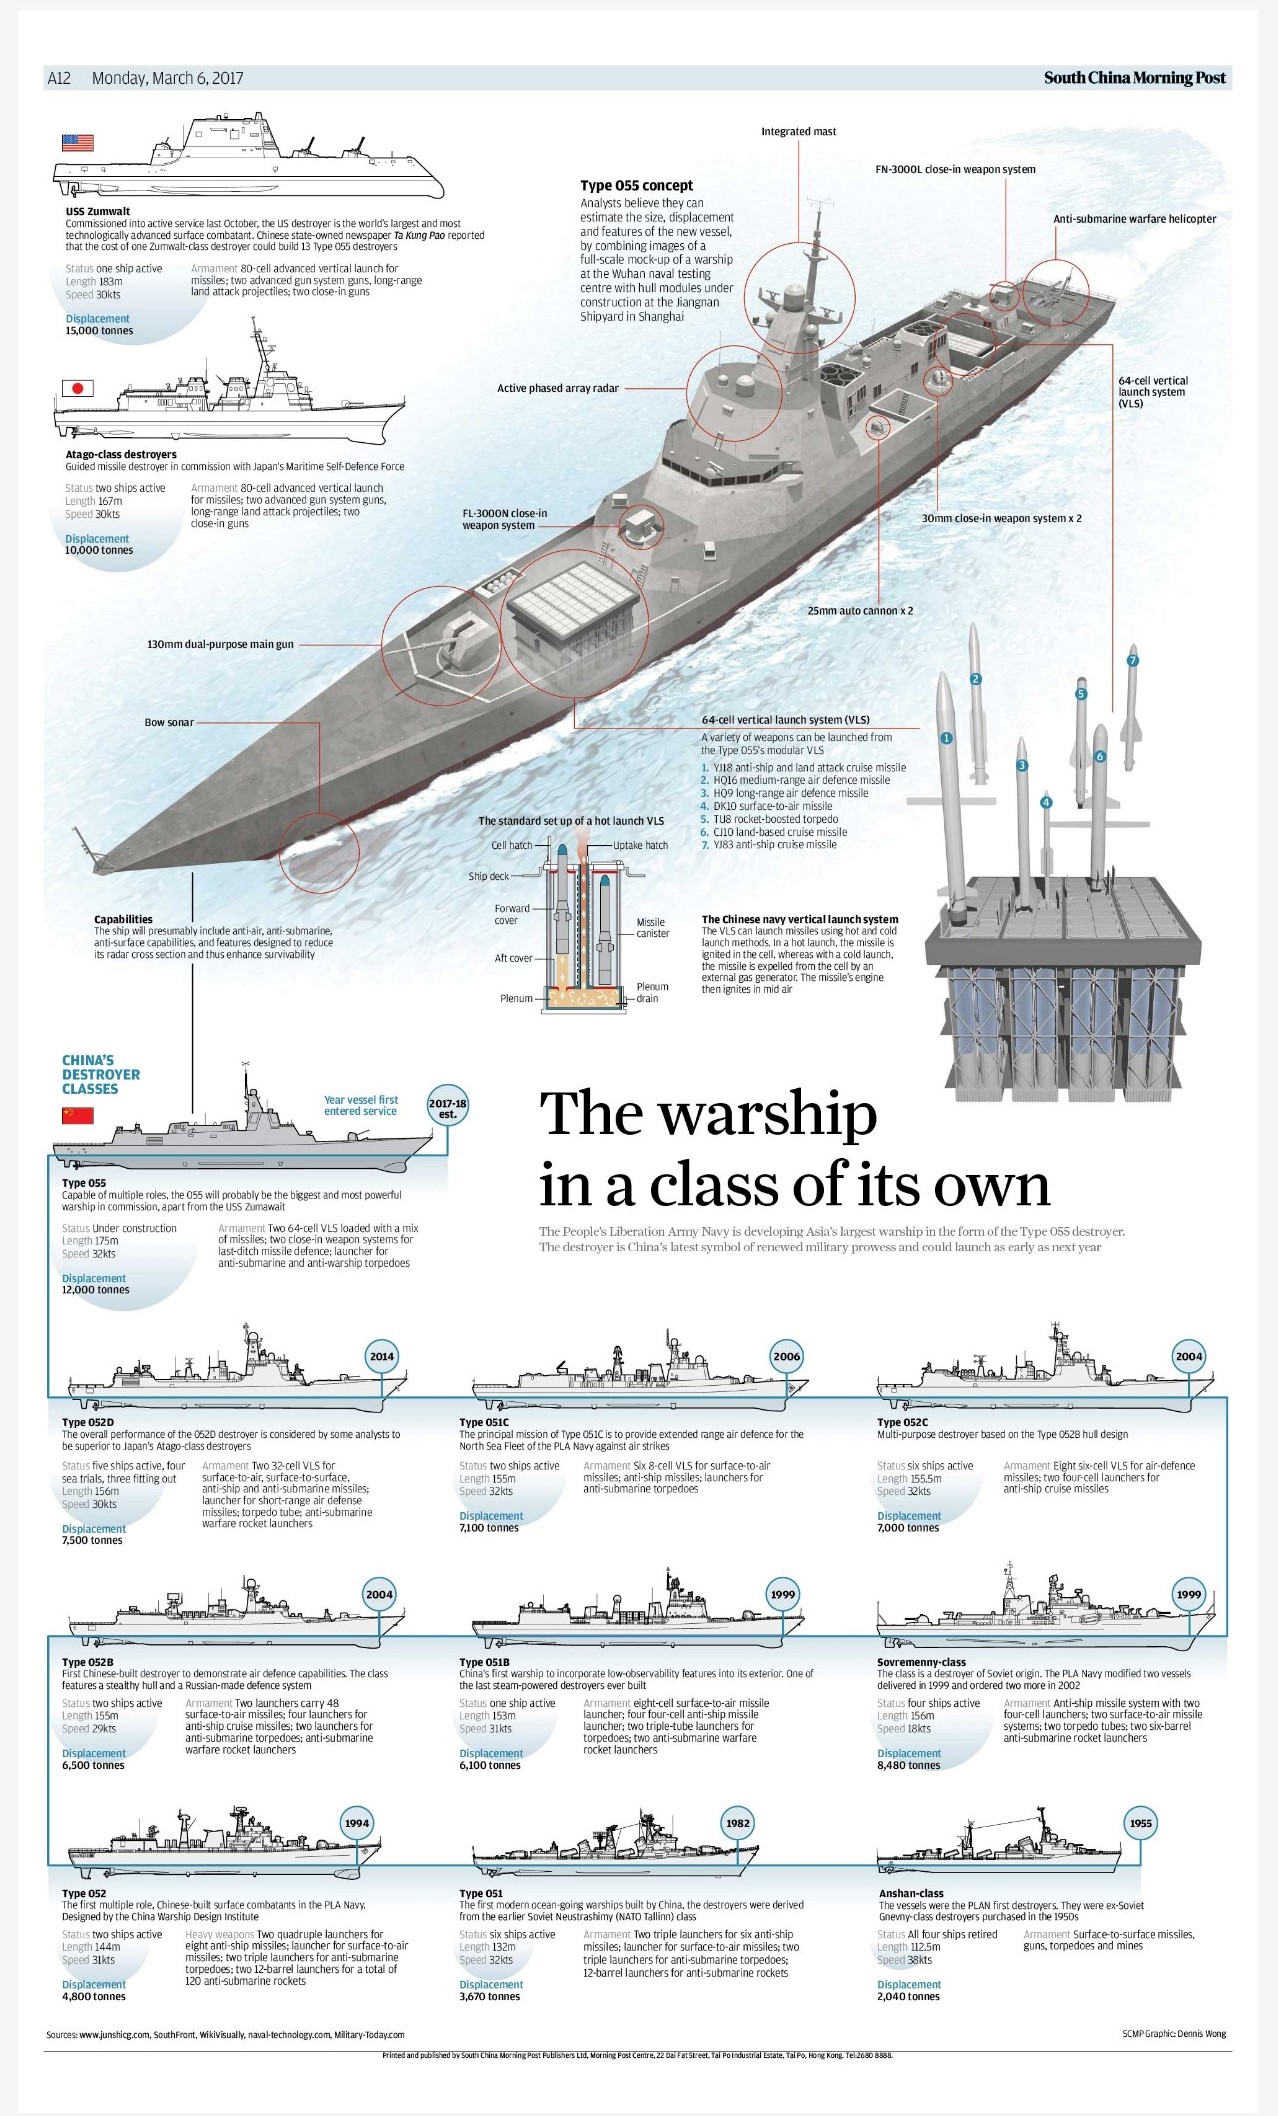 A12 Monday, March 6, 2017
South China Morning Post
USS Zumwalt
Commissioned into active service last October, the US destroyer is the world's largest and most
technologically advanced surface combatant. Chinese state-owned newspaper Ta Kung Pao reported
that the cost of one Zumwalt-class destroyer could build 13 Type 055 destroyers
Status one ship active
Length 183m
Speed 30kts
Displacement
15,000 tonnes
Armament 80-cell advanced vertical launch for
missiles; two advanced gun system guns, long-range
land attack projectiles; two close-in guns
Atago-class destroyers
Guided missile destroyer in commission with Japan's Maritime Self-Defence Force
Status two ships active
Length 167m
Speed 30kts
Displacement
10,000 tonnes
Armament 80-cell advanced vertical launch
for missiles; two advanced gun system guns,
long-range land attack projectiles; two
close-in guns
Type 055 concept
Analysts believe they can
estimate the size, displacement
and features of the new vessel,
by combining images of a
full-scale mock-up of a warship
at the Wuhan naval testing
centre with hull modules under
construction at the Jiangnan
Shipyard in Shanghai
Integrated mast
FN-3000L close-in weapon system
Anti-submarine warfare helicopter
Active phased array radar
64-cell vertical
launch system
(VLS)
FL-3000N close-in
weapon system
30mm close-in weapon system x 2
25mm auto cannon x 2
130mm dual-purpose main gun
Bow sonar
64-cell vertical launch system (VLS)
A variety of weapons can be launched from
the Type 055's modular VLS
1. YJ18 anti-ship and land attack cruise missile
2. HQ16 medium-range air defence missile
3. HQ9 long-range air defence missile
4. DK10 surface-to-air missile
5. TU8 rocket-boosted torpedo
6. CJ10 land-based cruise missile
7. YJ83 anti-ship cruise missile
1
2
3
4
5
6
7
The standard set up of a hot launch VLS
Cell hatch
Uptake hatch
Ship deck
Forward
cover
Missile
canister
Aft cover
Plenum
Plenum
drain
The Chinese navy vertical launch system
The VLS can launch missiles using hot and cold
launch methods. In a hot launch, the missile is
ignited in the cell, whereas with a cold launch,
the missile is expelled from the cell by an
external gas generator. The missile's engine
then ignites in mid air
Capabilities
The ship will presumably include anti-air, anti-submarine,
anti-surface capabilities, and features designed to reduce
its radar cross section and thus enhance survivability
CHINA'S
DESTROYER
CLASSES
Year vessel first
entered service
2017-18
est.
The warship
in a class of its own
The People's Liberation Army Navy is developing Asia's largest warship in the form of the Type 055 destroyer.
The destroyer is China's latest symbol of renewed military prowess and could launch as early as next year
Type 055
Capable of multiple roles, the 055 will probably be the biggest and most powerful
warship in commission, apart from the USS Zumawait
Status Under construction
Length 175m
Speed 32kts
Displacement
12,000 tonnes
Armament Two 64-cell VLS loaded with a mix
of missiles; two close-in weapon systems for
last-ditch missile defence; launcher for
anti-submarine and anti-warship torpedoes
2014
Type 052D
The overall performance of the 052D destroyer is considered by some analysts to
be superior to Japan's Atago-class destroyers
Status five ships active, four
sea trials, three fitting out
Length 156m
Speed 30kts
Displacement
7,500 tonnes
Armament Two 32-cell VLS for
surface-to-air, surface-to-surface,
anti-ship and anti-submarine missiles;
launcher for short-range air defense
missiles; torpedo tube; anti-submarine
warfare rocket launchers
2006
Type 051C
The principal mission of Type 051C is to provide extended range air defence for the
North Sea Fleet of the PLA Navy against air strikes
Status two ships active
Length 155m
Speed 32kts
Displacement
7,100 tonnes
Armament Six 8-cell VLS for surface-to-air
missiles; anti-ship missiles; launchers for
anti-submarine torpedoes
2004
Type 052C
Multi-purpose destroyer based on the Type 052B hull design
Status six ships active
Length 155.5m
Speed 32kts
Displacement
7,000 tonnes
Armament Eight six-cell VLS for air-defence
missiles; two four-cell launchers for
anti-ship cruise missiles
2004
Type 052B
First Chinese-built destroyer to demonstrate air defence capabilities. The class
features a stealthy hull and a Russian-made defence system
Status two ships active
Length 155m
Speed 29kts
Displacement
6,500 tonnes
Armament Two launchers carry 48
surface-to-air missiles; four launchers for
anti-ship cruise missiles; two launchers for
anti-submarine torpedoes; anti-submarine
warfare rocket launchers
1999
Type 051B
China's first warship to incorporate low-observability features into its exterior. One of
the last steam-powered destroyers ever built
Status one ship active
Length 153m
Speed 31kts
Displacement
6,100 tonnes
Armament eight-cell surface-to-air missile
launcher; four four-cell anti-ship missile
launcher; two triple-tube launchers for
torpedoes; two anti-submarine warfare
rocket launchers
1999
Sovremenny-class
The class is a destroyer of Soviet origin. The PLA Navy modified two vessels
delivered in 1999 and ordered two more in 2002
Status four ships active
Length 156m
Speed 18kts
Displacement
8,480 tonnes
Armament Anti-ship missile system with two
four-cell launchers; two surface-to-air missile
systems; two torpedo tubes; two six-barrel
anti-submarine rocket launchers
1994
Type 052
The first multiple role, Chinese-built surface combatants in the PLA Navy.
Designed by the China Warship Design Institute
Status two ships active
Length 144m
Speed 31kts
Displacement
4,800 tonnes
Heavy weapons Two quadruple launchers for
eight anti-ship missiles; launcher for surface-to-air
missiles; two triple launchers for anti-submarine
torpedoes; two 12-barrel launchers for a total of
120 anti-submarine rockets
1982
Type 051
The first modern ocean-going warships built by China, the destroyers were derived
from the earlier Soviet Neustrashimy (NATO Tallinn) class
Status six ships active
Length 132m
Speed 32kts
Displacement
3,670 tonnes
Armament Two triple launchers for six anti-ship
missiles; launcher for surface-to-air missiles; two
triple launchers for anti-submarine torpedoes;
12-barrel launchers for anti-submarine rockets
1955
Anshan-class
The vessels were the PLAN first destroyers. They were ex-Soviet
Gnevny-class destroyers purchased in the 1950s
Status All four ships retired
Length 112.5m
Speed 38kts
Displacement
2,040 tonnes
Armament Surface-to-surface missiles,
guns, torpedoes and mines
Sources: www.junshicg.com, SouthFront, WikiVisually, naval-technology.com, Military-Today.com
SCMP Graphic: Dennis Wong
Printed and published by South China Morning Post Publishers Ltd, Morning Post Centre, 22 Dai Fat Street, Tai Po Industrial Estate, Tai Po, Hong Kong. Tel: 2680 8888.